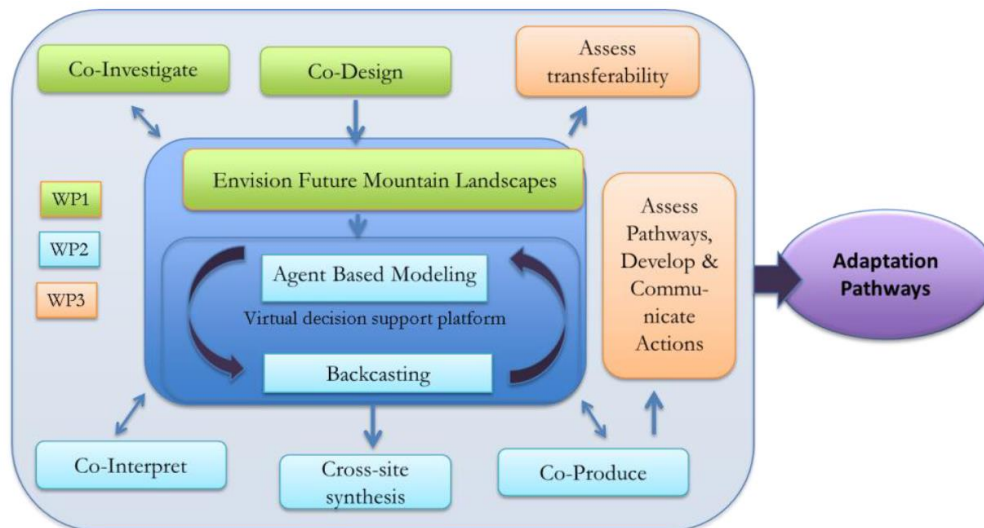 Co-Investigate
Co-Design
Assess
transferability
Envision Future Mountain Landscapes
WP1
WP2
WP3
Agent Based Modeling
Virtual decision support platform
Backcasting
Assess
Pathways,
Develop &
Commu-
nicate
Actions
Adaptation
Pathways
Co-Interpret
Cross-site
synthesis
Co-Produce